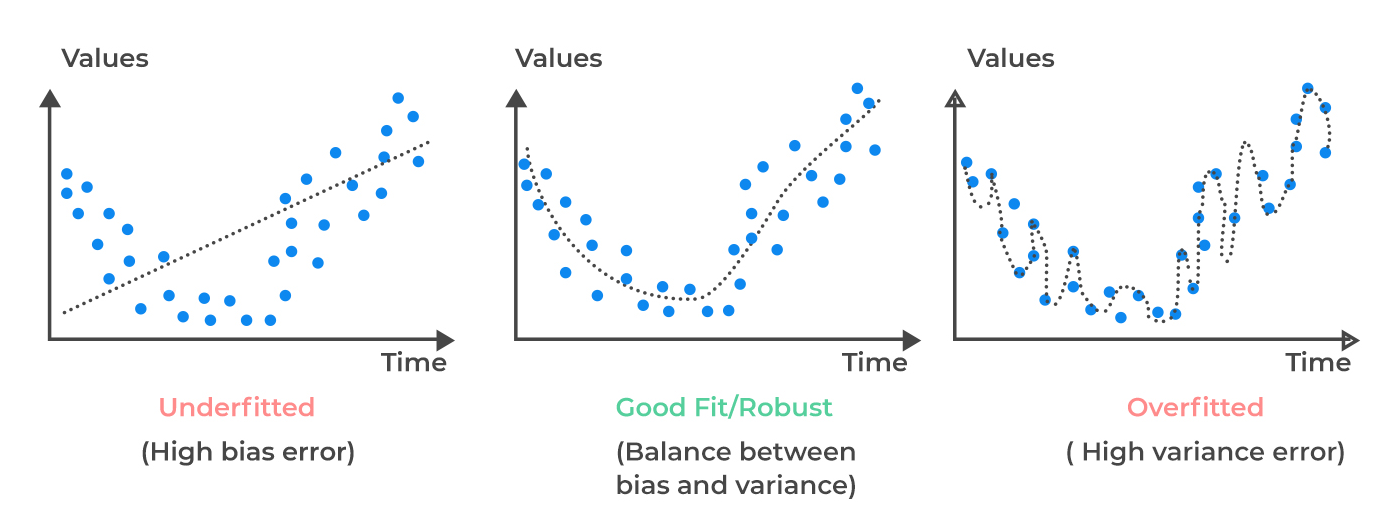 Values
Time
Underfitted
(High bias error)
Values
Time
Good Fit/Robust
(Balance between
bias and variance)
Values
Time
Overfitted
( High variance error)